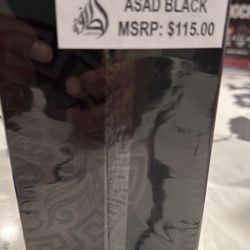 ASAD BLACK
MSRP: $115.00